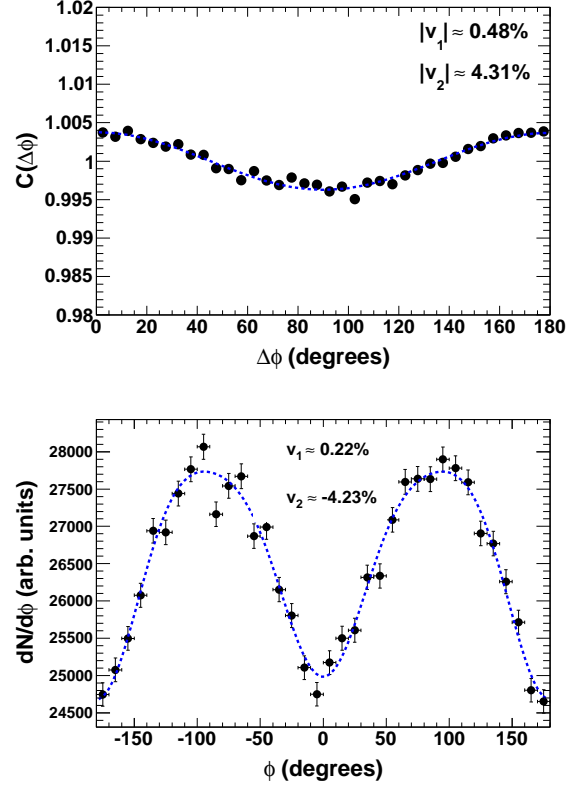 1.02
|v1| ≈ 0.48%
1.015
|v2| ≈ 4.31%
1.01
1.005
1
0.995
0.99
0.985
0.98
C(Δϕ)
0 20 40 60 80 100 120 140 160 180
Δϕ (degrees)
28000
v1 ≈ 0.22%
27500
v2 ≈ -4.23%
27000
26500
26000
25500
25000
24500
dN/dϕ (arb. units)
-150 -100 -50 0 50 100 150
ϕ (degrees)